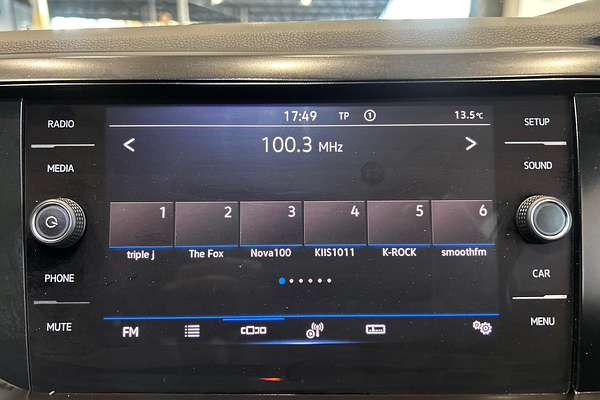 RADIO
MEDIA
PHONE
MUTE
17:49 TP 1 13.5°C
< 100.3 MHz >
1 2 3 4 5 6
triple j The Fox Nova100 KIIS1011 K-ROCK smoothfm
FM
SETUP
SOUND
CAR
MENU